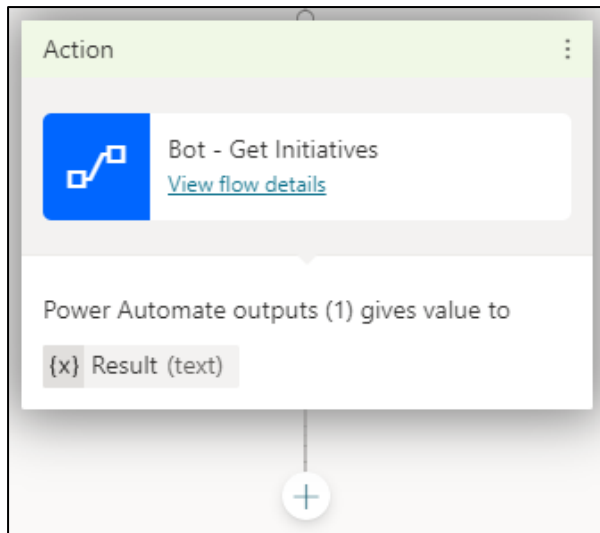 Action
Bot - Get Initiatives
View flow details
Power Automate outputs (1) gives value to
{x} Result (text)